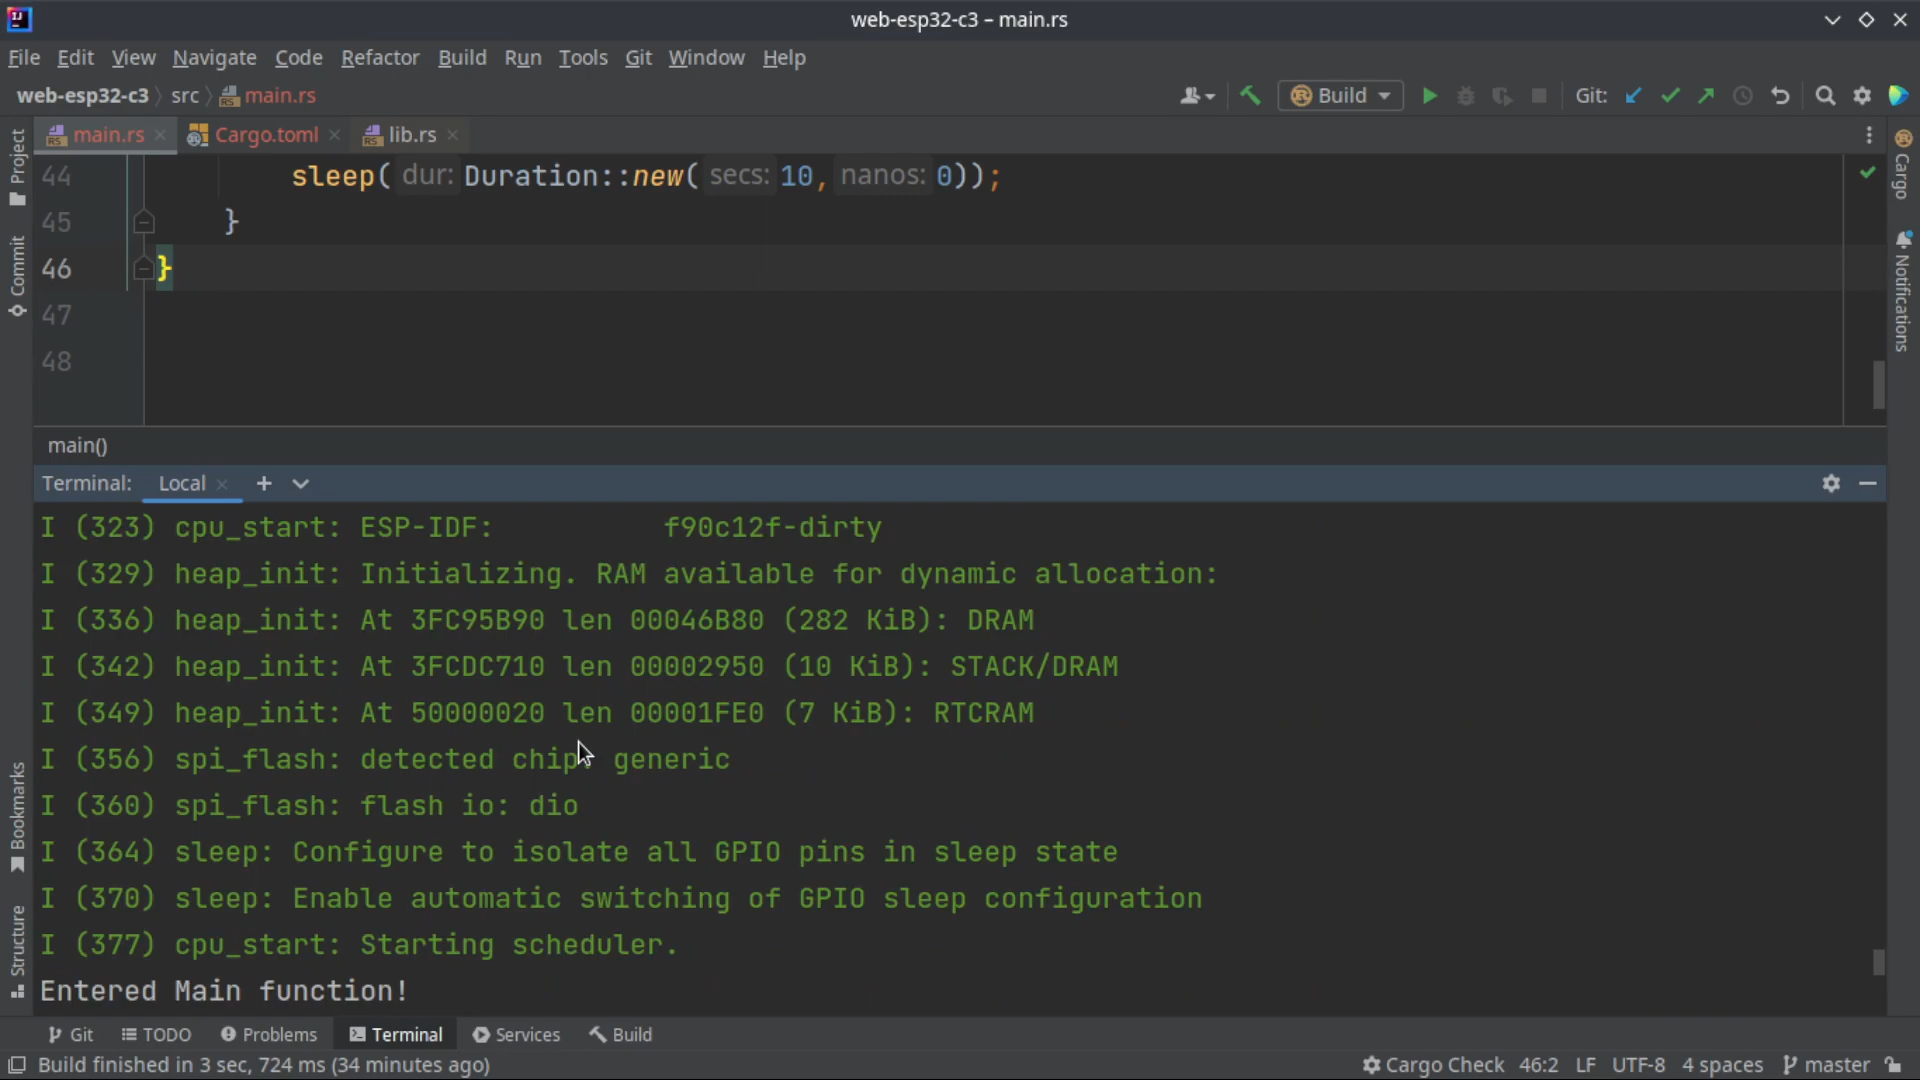 web-esp32-c3 – main.rs
File Edit View Navigate Code Refactor Build Run Tools Git Window Help
web-esp32-c3 src main.rs Build Git:
main.rs Cargo.toml lib.rs
Project
Commit
Bookmarks
Structure
Cargo
Notifications
44 sleep( dur: Duration::new( secs: 10, nanos: 0));
45 }
46 }
47
48
main()
Terminal: Local
I (323) cpu_start: ESP-IDF: f90c12f-dirty
I (329) heap_init: Initializing. RAM available for dynamic allocation:
I (336) heap_init: At 3FC95B90 len 00046B80 (282 KiB): DRAM
I (342) heap_init: At 3FCDC710 len 00002950 (10 KiB): STACK/DRAM
I (349) heap_init: At 50000020 len 00001FE0 (7 KiB): RTCRAM
I (356) spi_flash: detected chip: generic
I (360) spi_flash: flash io: dio
I (364) sleep: Configure to isolate all GPIO pins in sleep state
I (370) sleep: Enable automatic switching of GPIO sleep configuration
I (377) cpu_start: Starting scheduler.
Entered Main function!
Git TODO Problems Terminal Services Build
Build finished in 3 sec, 724 ms (34 minutes ago) Cargo Check 46:2 LF UTF-8 4 spaces master